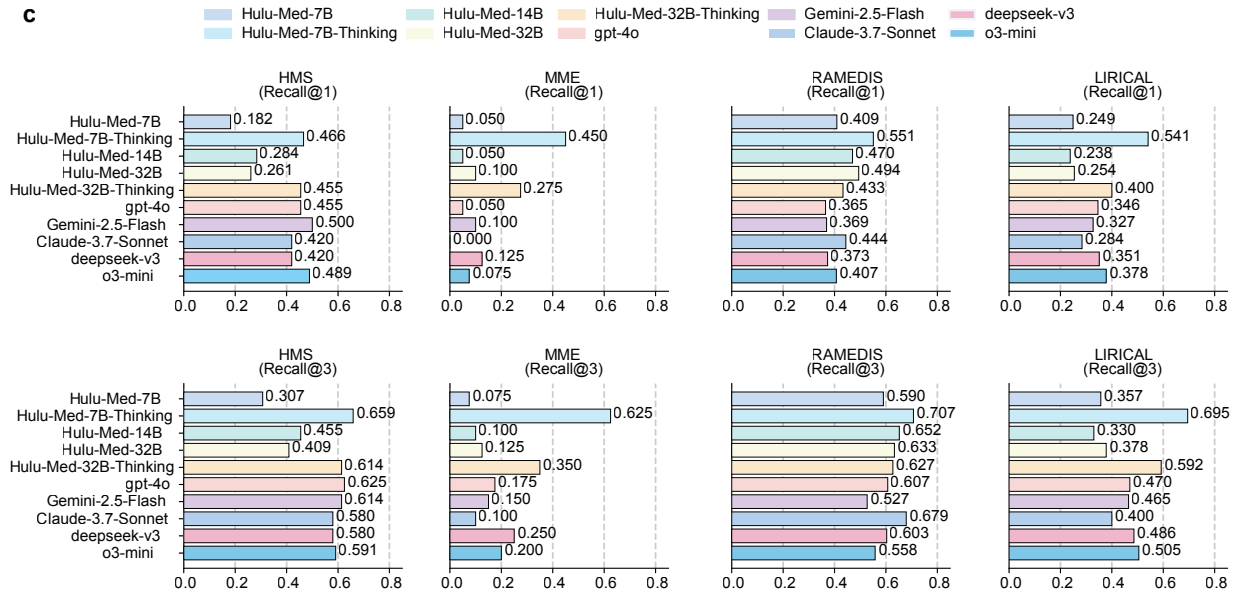 c
Hulu-Med-7B Hulu-Med-14B Hulu-Med-32B-Thinking Gemini-2.5-Flash deepseek-v3
Hulu-Med-7B-Thinking Hulu-Med-32B gpt-4o Claude-3.7-Sonnet o3-mini
HMS MME RAMEDIS LIRICAL
(Recall@1) (Recall@1) (Recall@1) (Recall@1)
Hulu-Med-7B 0.182 0.050 0.409 0.249
Hulu-Med-7B-Thinking 0.466 0.450 0.551 0.541
Hulu-Med-14B 0.284 0.050 0.470 0.238
Hulu-Med-32B 0.261 0.100 0.494 0.254
Hulu-Med-32B-Thinking 0.455 0.275 0.433 0.400
gpt-4o 0.455 0.050 0.365 0.346
Gemini-2.5-Flash 0.500 0.100 0.369 0.327
Claude-3.7-Sonnet 0.420 0.000 0.444 0.284
deepseek-v3 0.420 0.125 0.373 0.351
o3-mini 0.489 0.075 0.407 0.378
0.0 0.2 0.4 0.6 0.8 0.0 0.2 0.4 0.6 0.8 0.0 0.2 0.4 0.6 0.8 0.0 0.2 0.4 0.6 0.8
HMS MME RAMEDIS LIRICAL
(Recall@3) (Recall@3) (Recall@3) (Recall@3)
Hulu-Med-7B 0.307 0.075 0.590 0.357
Hulu-Med-7B-Thinking 0.659 0.625 0.707 0.695
Hulu-Med-14B 0.455 0.100 0.652 0.330
Hulu-Med-32B 0.409 0.125 0.633 0.378
Hulu-Med-32B-Thinking 0.614 0.350 0.627 0.592
gpt-4o 0.625 0.175 0.607 0.470
Gemini-2.5-Flash 0.614 0.150 0.527 0.465
Claude-3.7-Sonnet 0.580 0.100 0.679 0.400
deepseek-v3 0.580 0.250 0.603 0.486
o3-mini 0.591 0.200 0.558 0.505
0.0 0.2 0.4 0.6 0.8 0.0 0.2 0.4 0.6 0.8 0.0 0.2 0.4 0.6 0.8 0.0 0.2 0.4 0.6 0.8